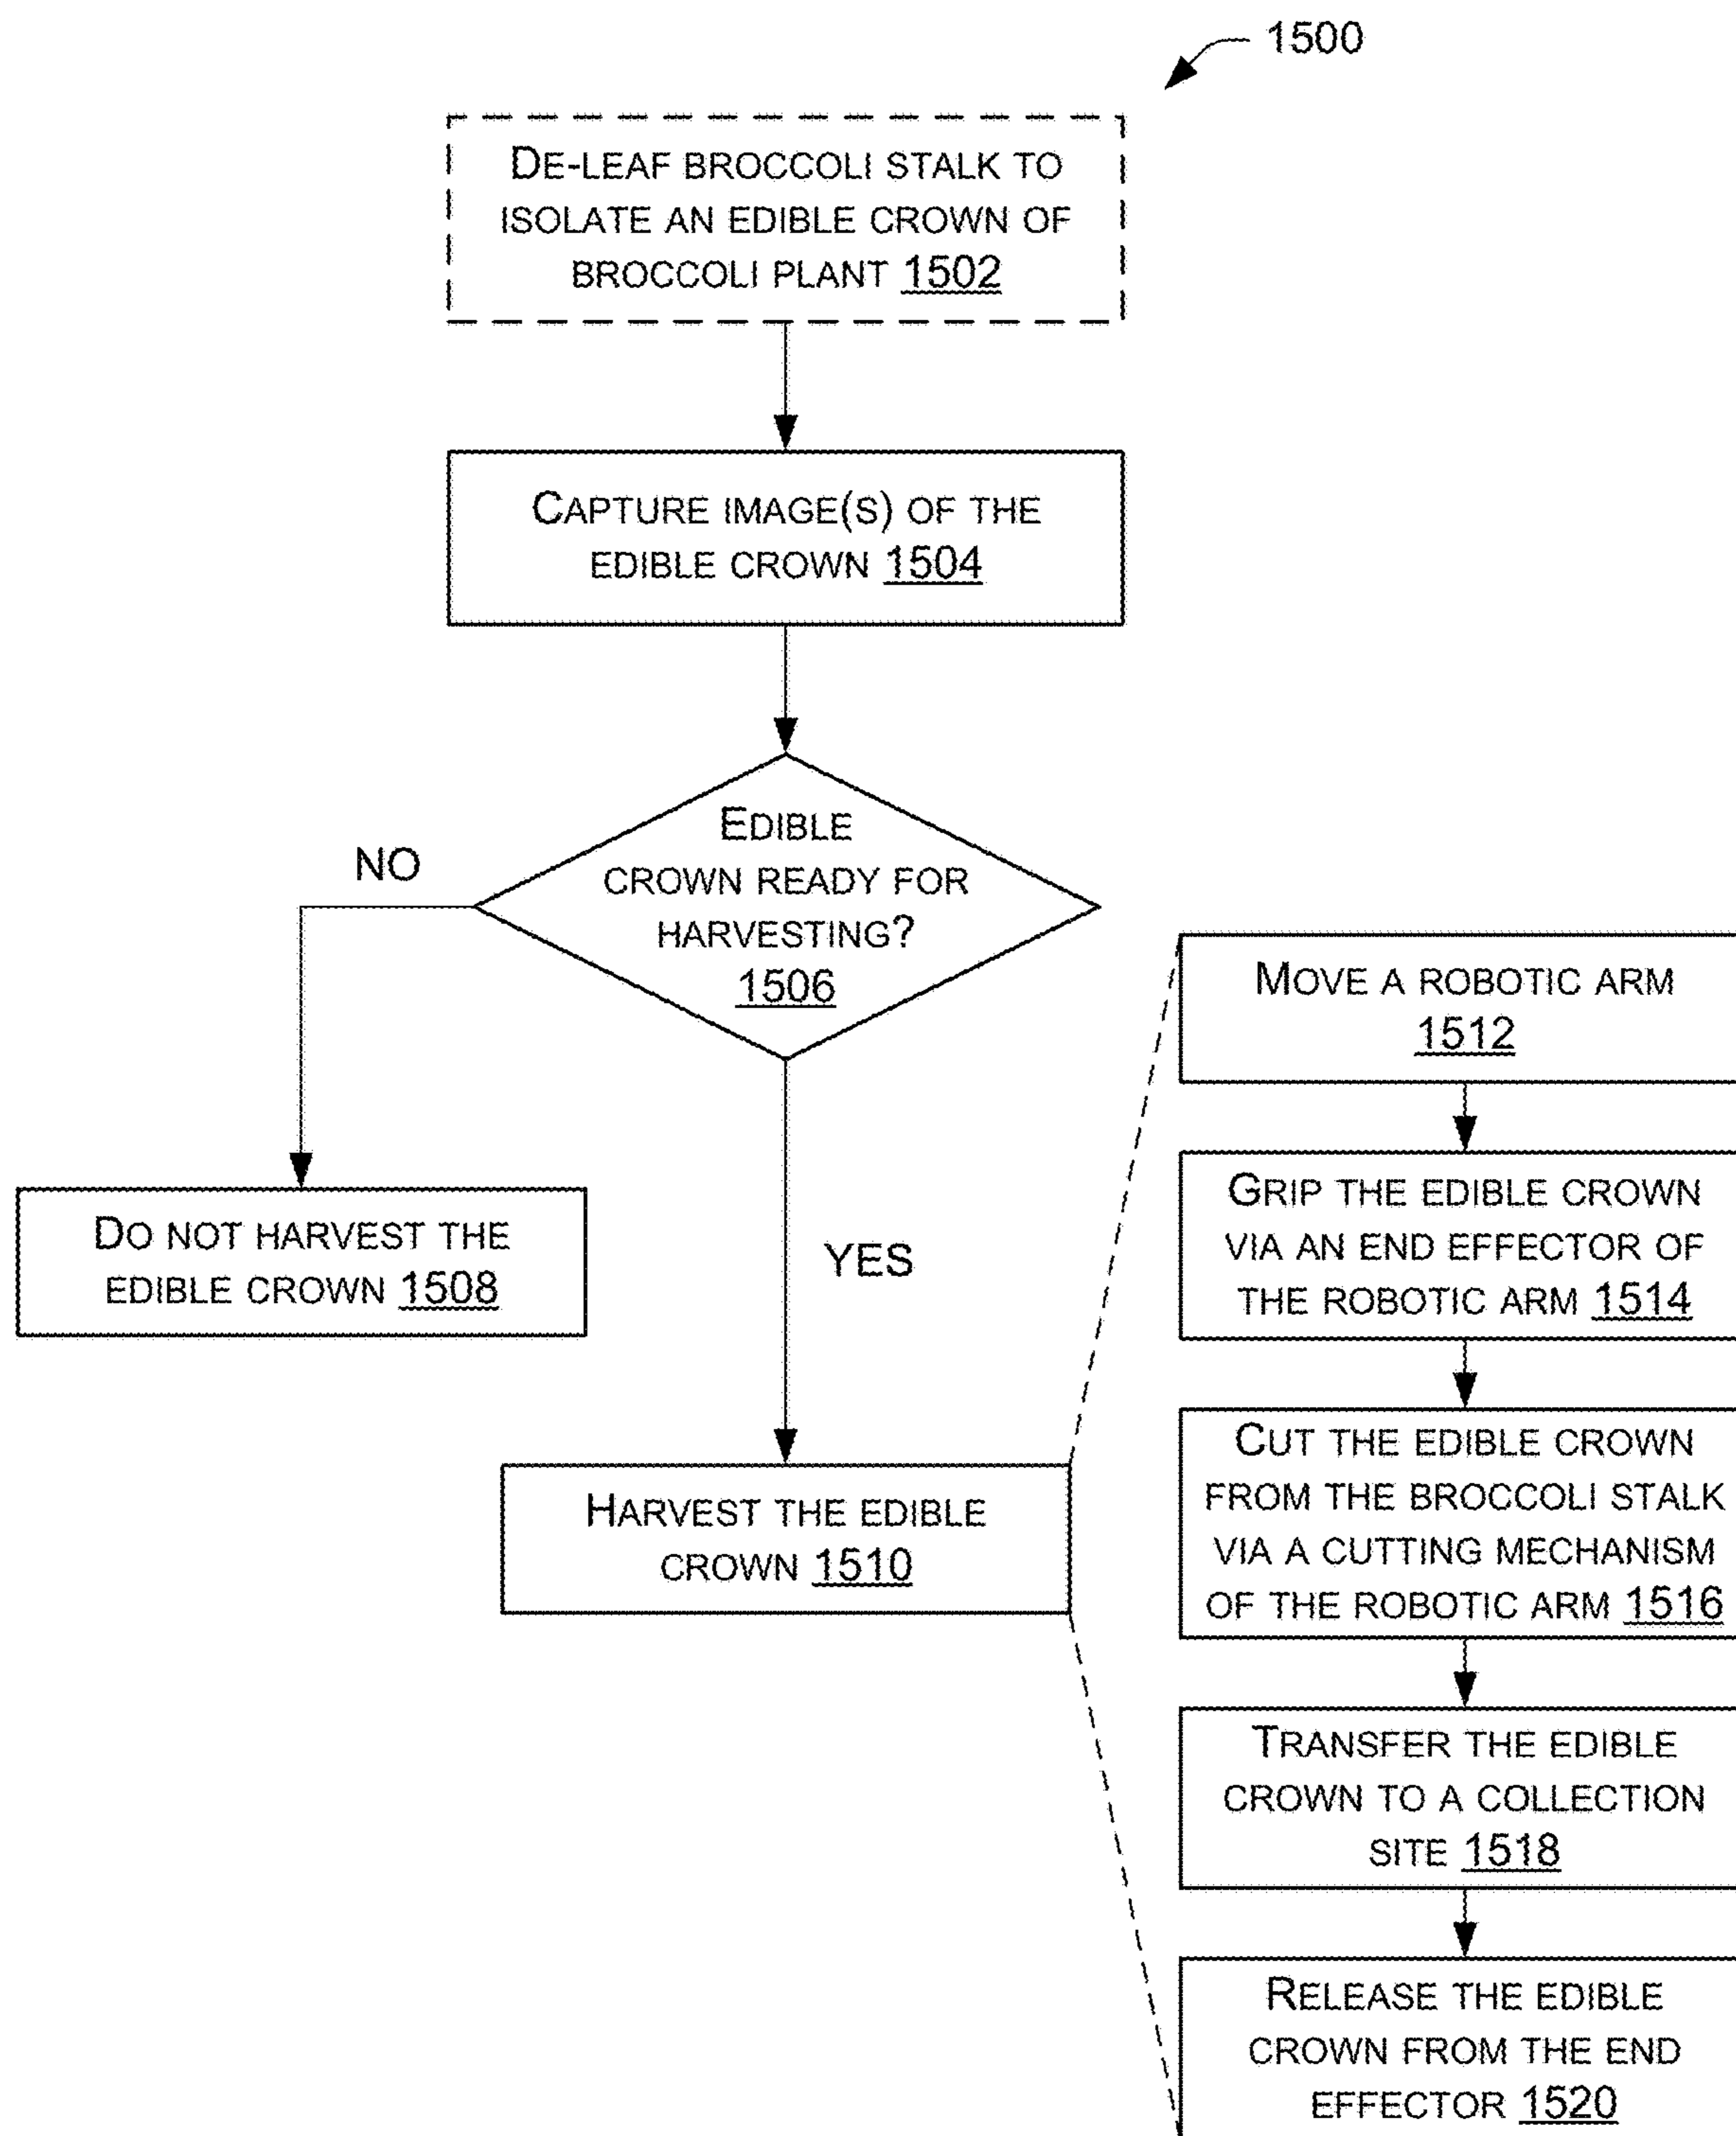 1500
DE-LEAF BROCCOLI STALK TO
ISOLATE AN EDIBLE CROWN OF
BROCCOLI PLANT 1502
CAPTURE IMAGE(S) OF THE
EDIBLE CROWN 1504
EDIBLE
CROWN READY FOR
HARVESTING?
1506
NO
DO NOT HARVEST THE
EDIBLE CROWN 1508
YES
HARVEST THE EDIBLE
CROWN 1510
MOVE A ROBOTIC ARM
1512
GRIP THE EDIBLE CROWN
VIA AN END EFFECTOR OF
THE ROBOTIC ARM 1514
CUT THE EDIBLE CROWN
FROM THE BROCCOLI STALK
VIA A CUTTING MECHANISM
OF THE ROBOTIC ARM 1516
TRANSFER THE EDIBLE
CROWN TO A COLLECTION
SITE 1518
RELEASE THE EDIBLE
CROWN FROM THE END
EFFECTOR 1520